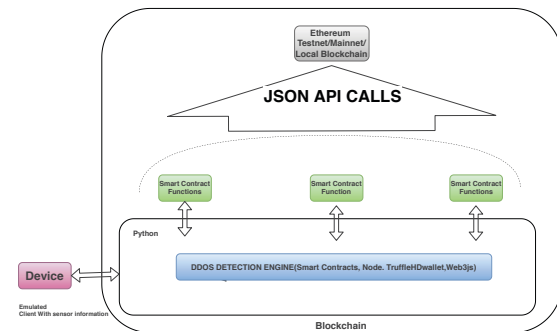 Ethereum
Testnet/Mainnet/
Local Blockchain
JSON API CALLS
Smart Contract
Functions
Smart Contract
Function
Smart Contract
Functions
Python
DDOS DETECTION ENGINE(Smart Contracts, Node. TruffleHDwallet,Web3js)
Device
Emulated
Client With sensor information
Blockchain